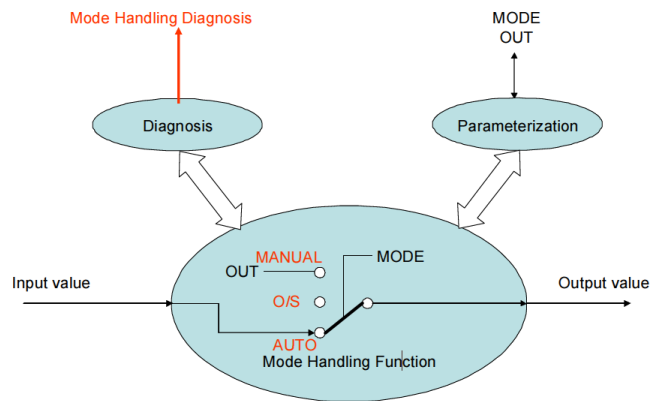 Mode Handling Diagnosis
MODE
OUT
Diagnosis
Parameterization
MANUAL
OUT
MODE
Input value
O/S
Output value
AUTO
Mode Handling Function